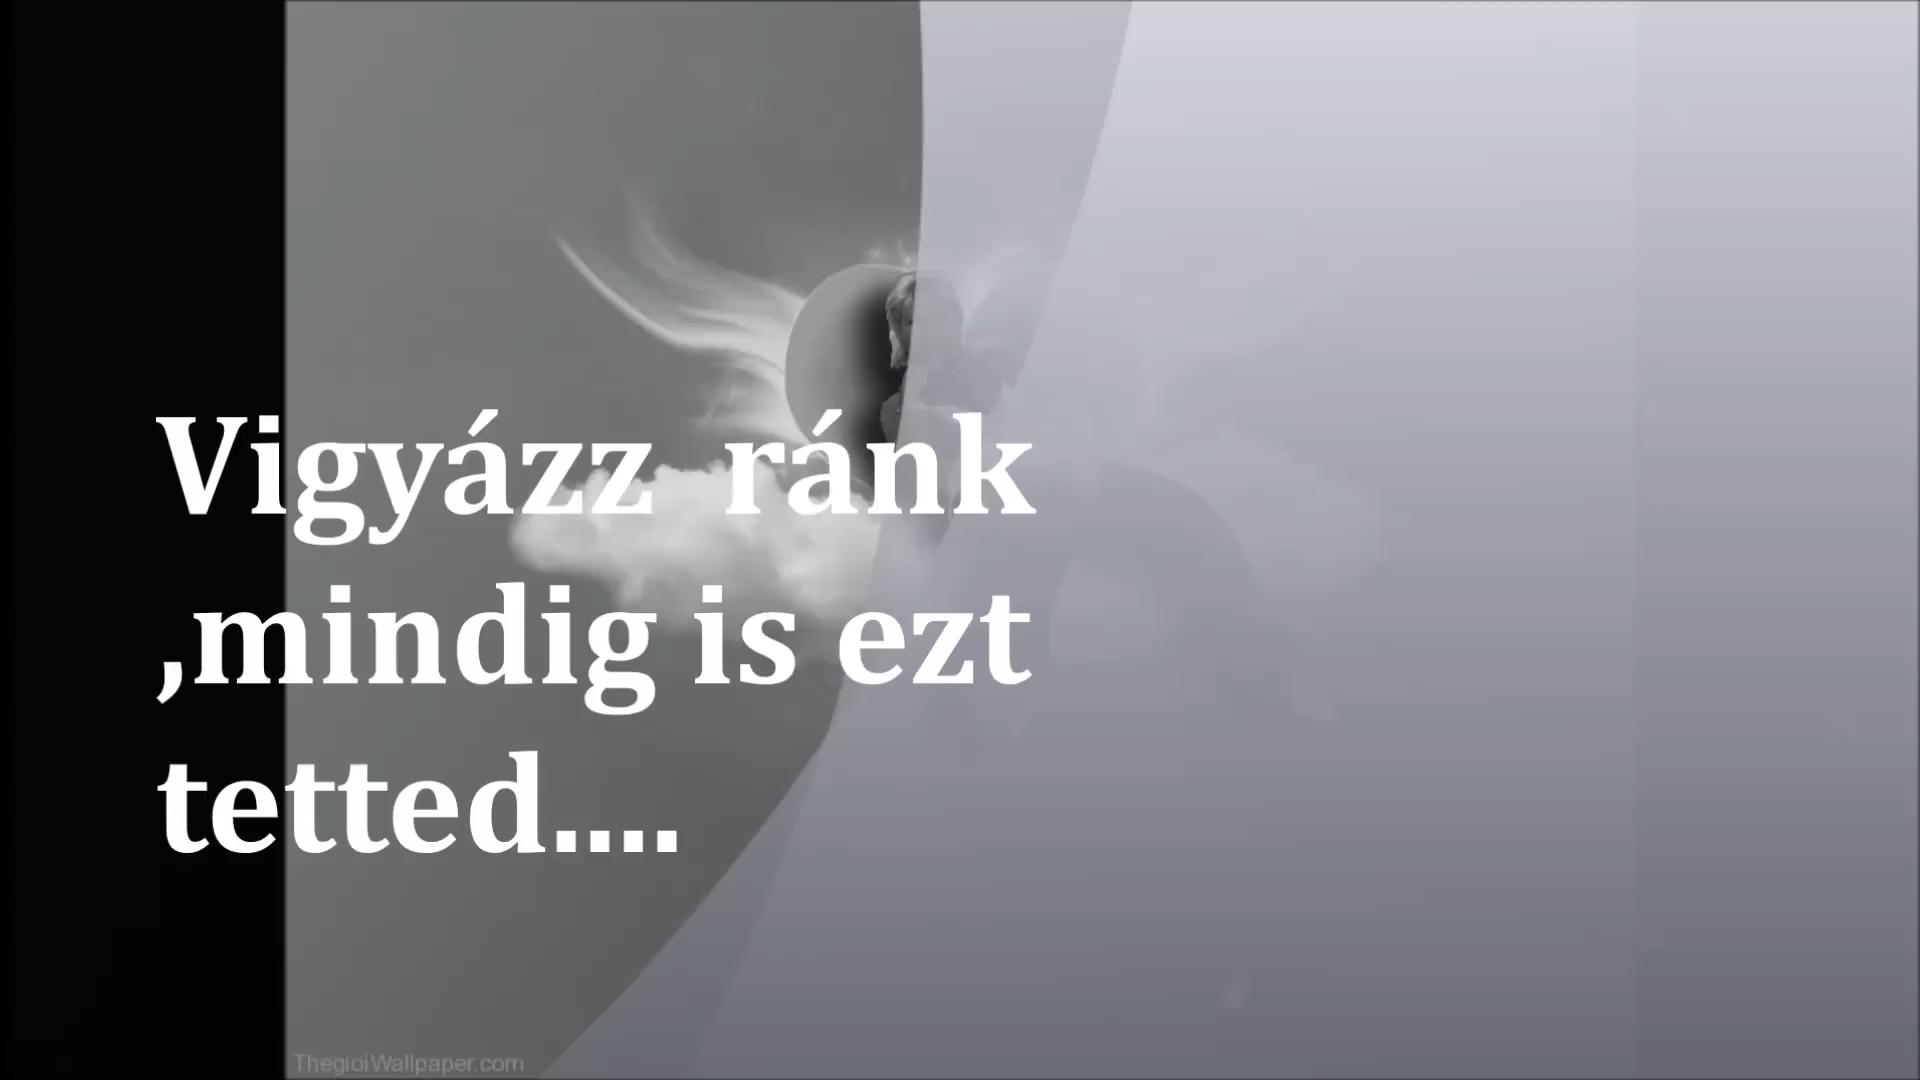 Vigyázz  ránk
,mindig is ezt
tetted....
ThegioiWallpaper.com